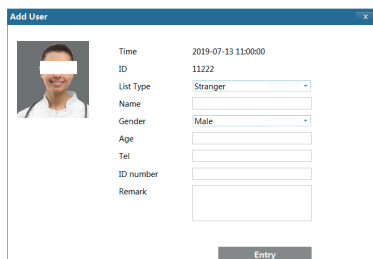 Add User
x
Time 2019-07-13 11:00:00
ID 11222
List Type Stranger
Name
Gender Male
Age
Tel
ID number
Remark
Entry